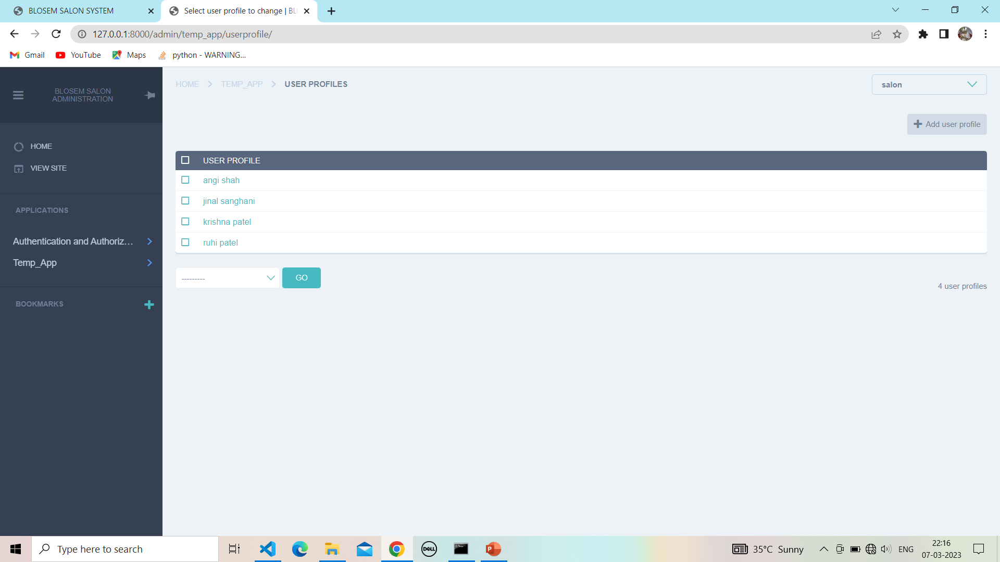 BLOSEM SALON SYSTEM
Select user profile to change | BL
127.0.0.1:8000/admin/temp_app/userprofile/
Gmail
YouTube
Maps
python - WARNING...
BLOSEM SALON
ADMINISTRATION
HOME
VIEW SITE
APPLICATIONS
Authentication and Authoriz...
Temp_App
BOOKMARKS
HOME
TEMP_APP
USER PROFILES
salon
Add user profile
USER PROFILE
angi shah
jinal sanghani
krishna patel
ruhi patel
---------
GO
4 user profiles
Type here to search
DELL
P
35°C Sunny
ENG
22:16
07-03-2023